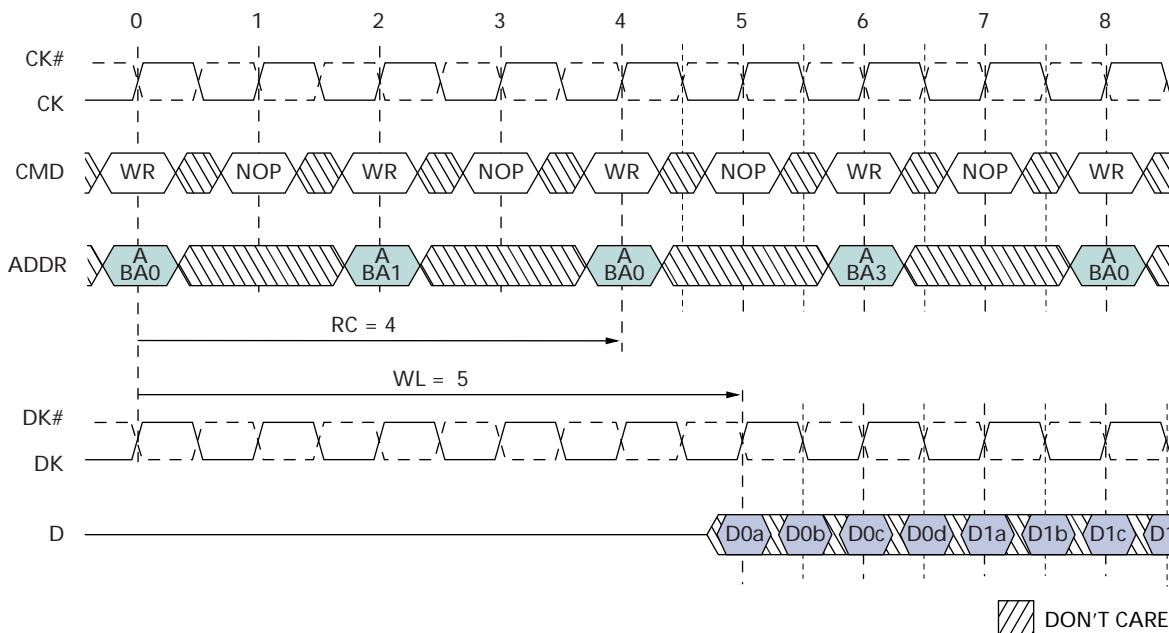 0 1 2 3 4 5 6 7 8
CK#
CK
CMD WR NOP WR NOP WR NOP WR NOP WR
ADDR A BA0 A BA1 A BA0 A BA3 A BA0
RC = 4
WL = 5
DK#
DK
D D0a D0b D0c D0d D1a D1b D1c
DON'T CARE